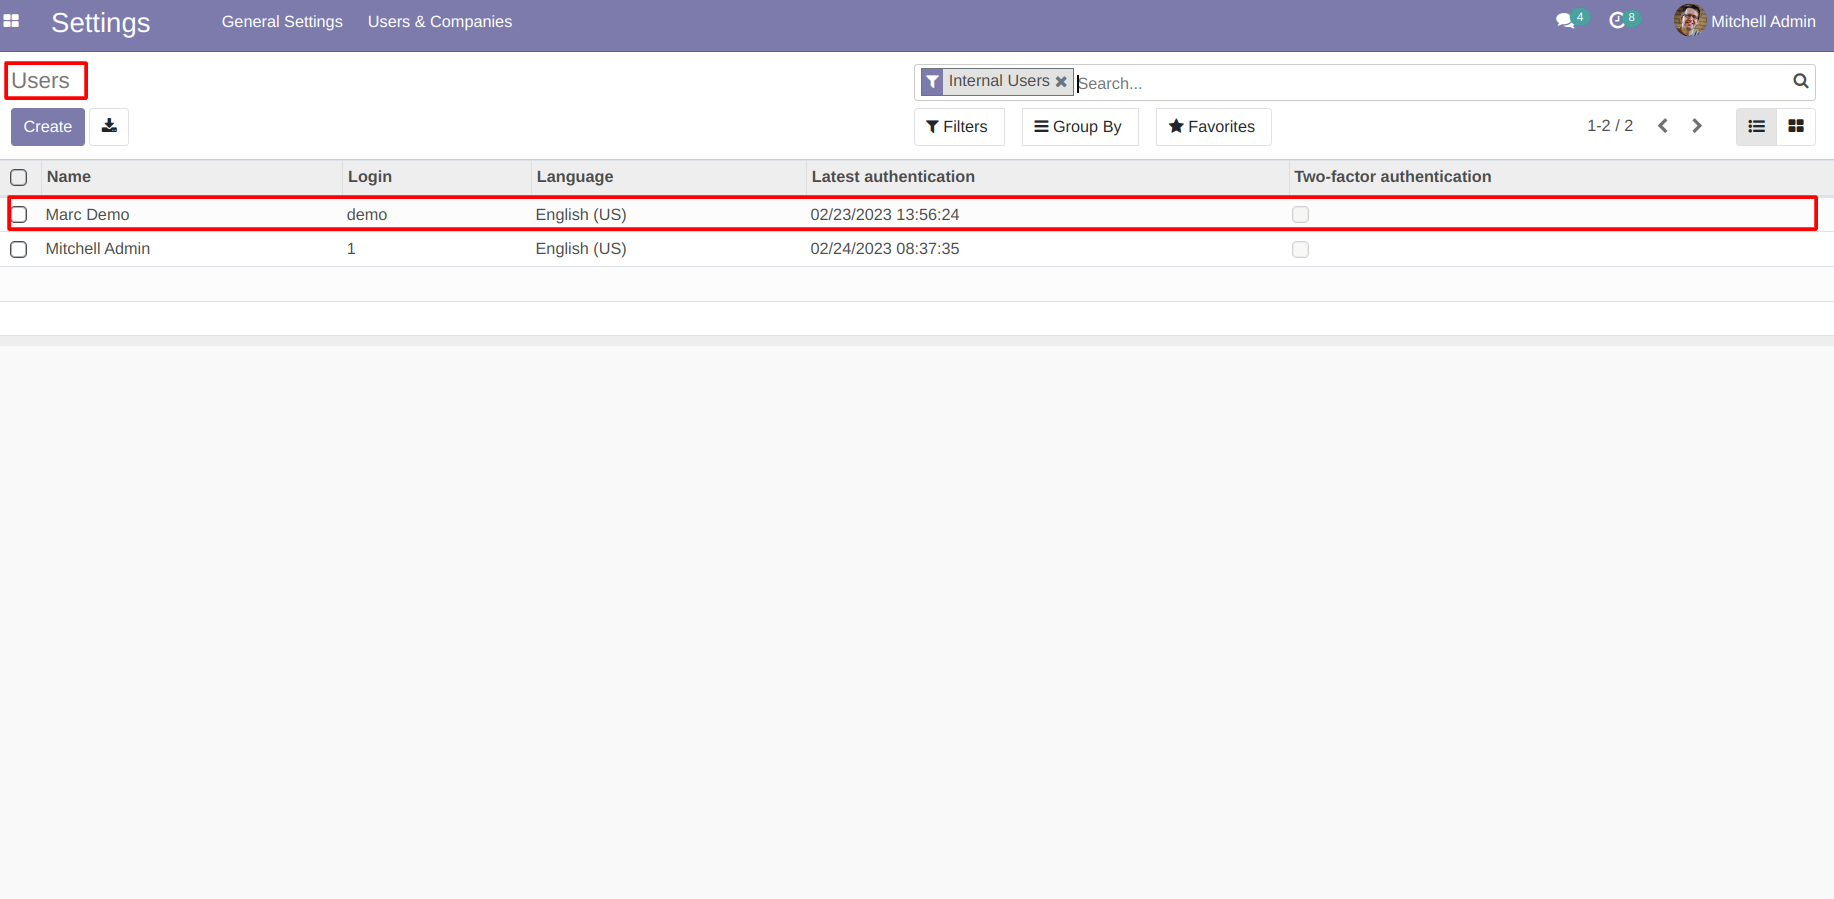 Settings General Settings Users & Companies 4 8 Mitchell Admin
Users
Internal Users Search...
Create Filters Group By Favorites 1-2 / 2
Name Login Language Latest authentication Two-factor authentication
Marc Demo demo English (US) 02/23/2023 13:56:24
Mitchell Admin 1 English (US) 02/24/2023 08:37:35